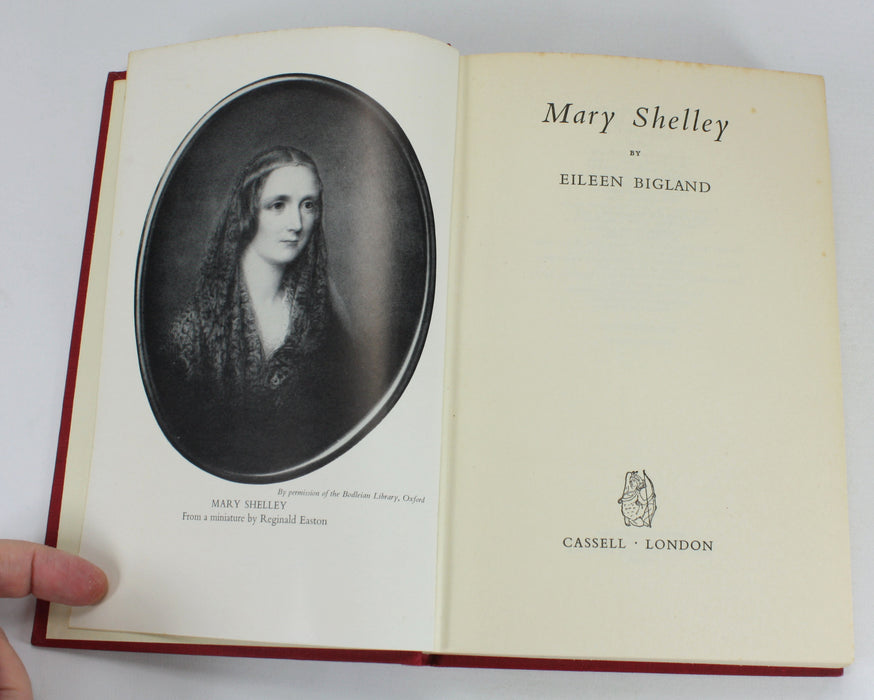 By permission of the Bodleian Library, Oxford
MARY SHELLEY
From a miniature by Reginald Easton
Mary Shelley
BY
EILEEN BIGLAND
CASSELL · LONDON